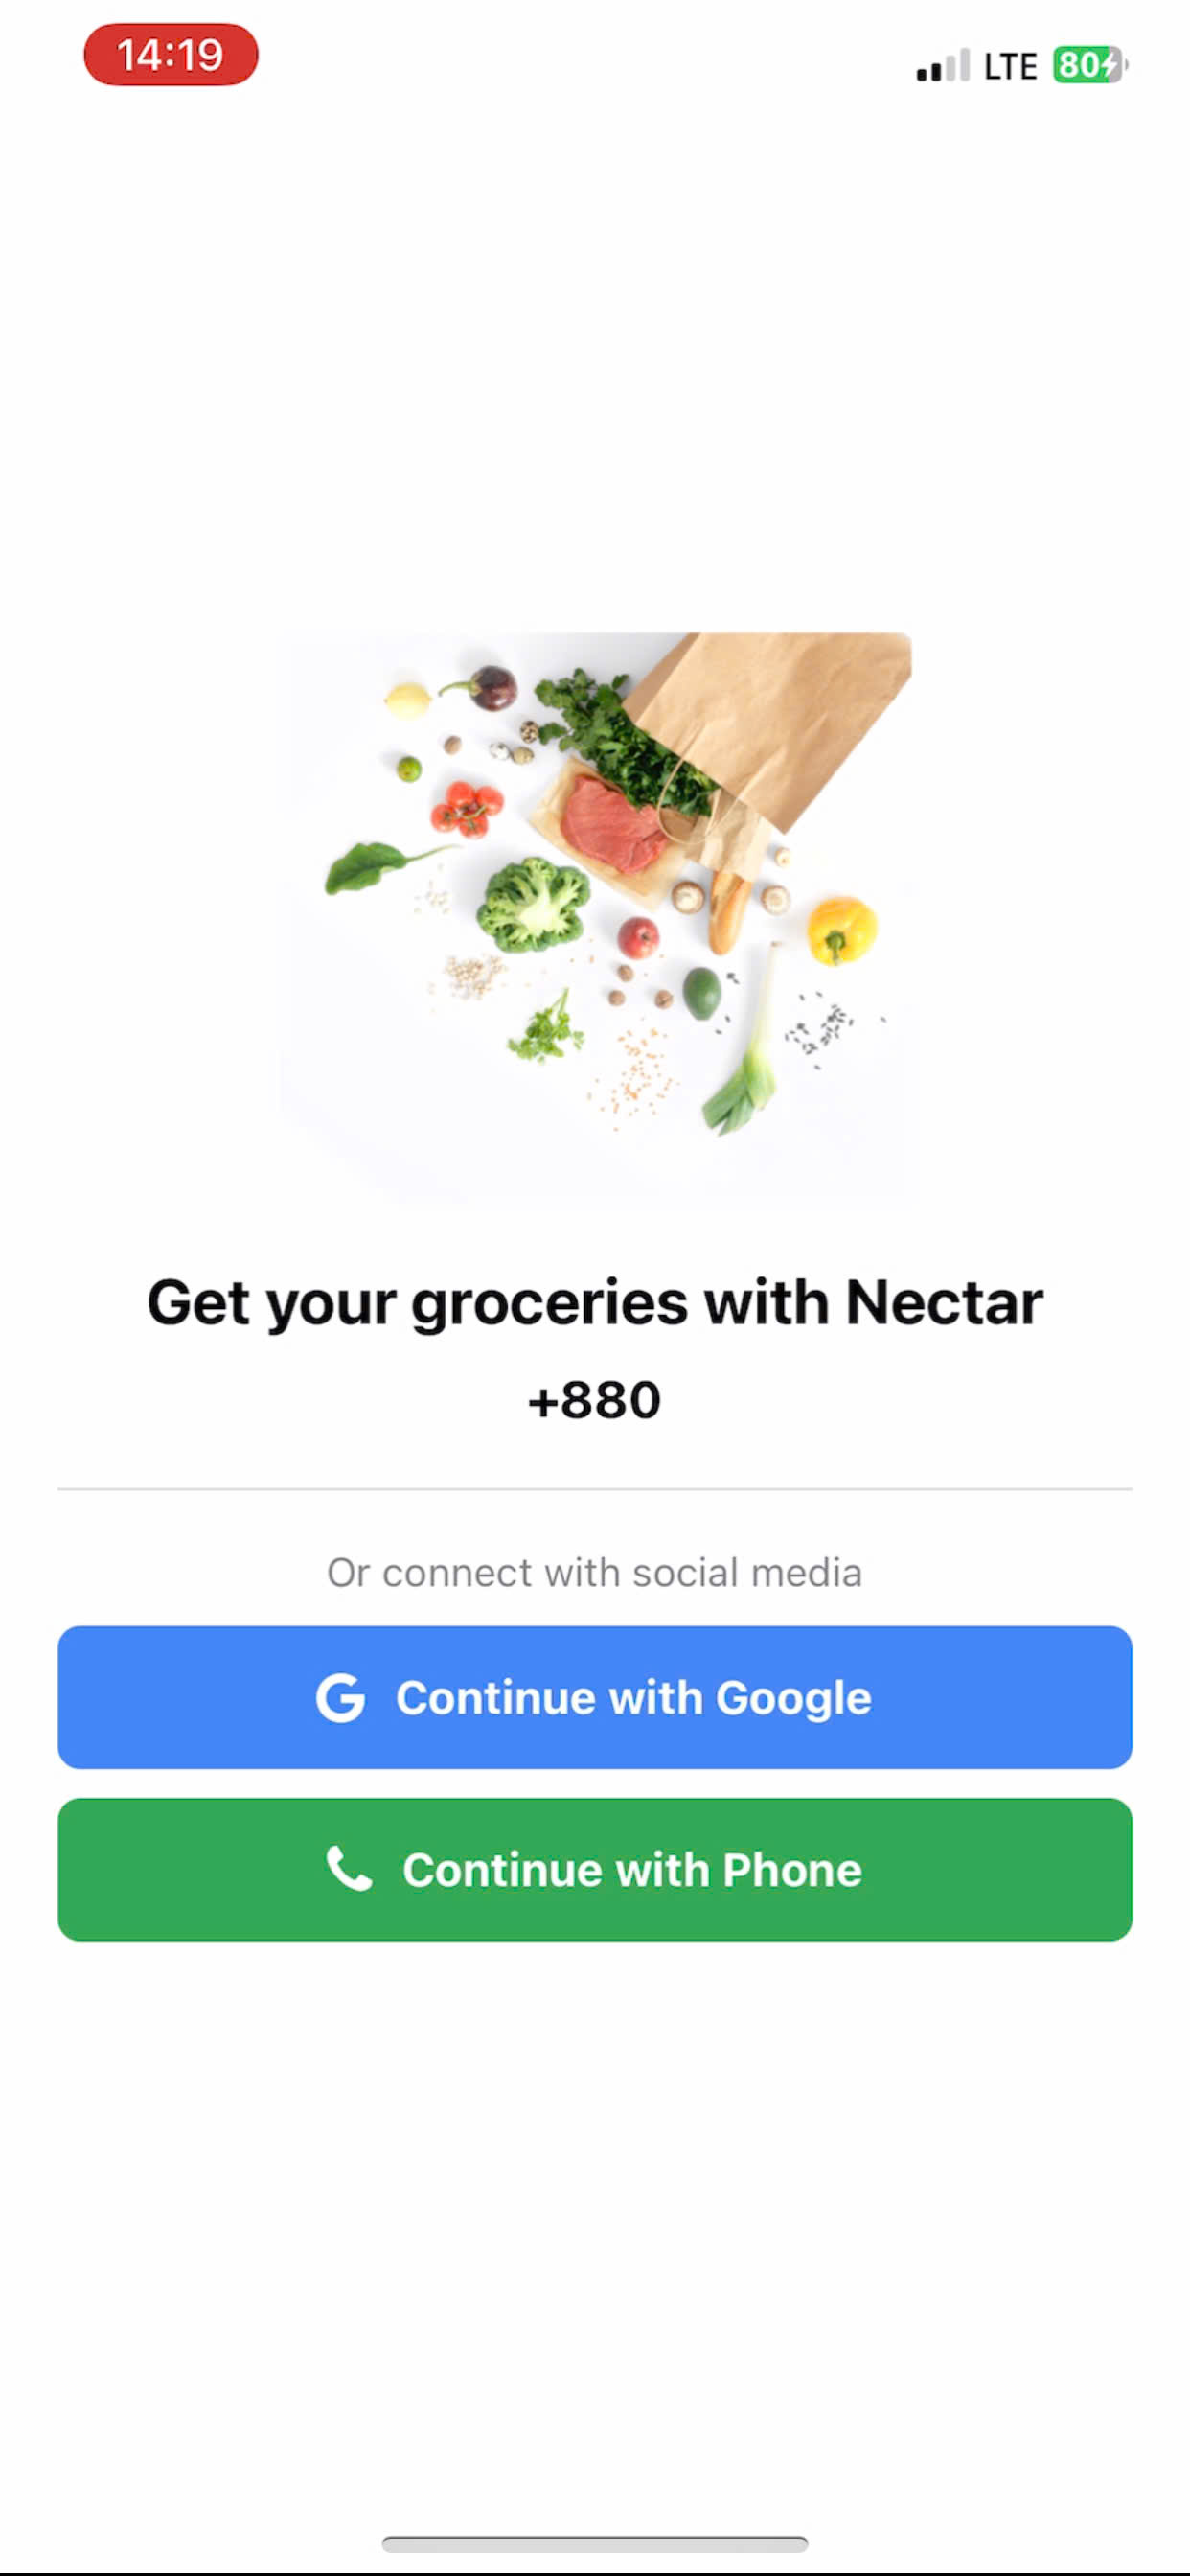 14:19
LTE 80
Get your groceries with Nectar
+880
Or connect with social media
G Continue with Google
Continue with Phone